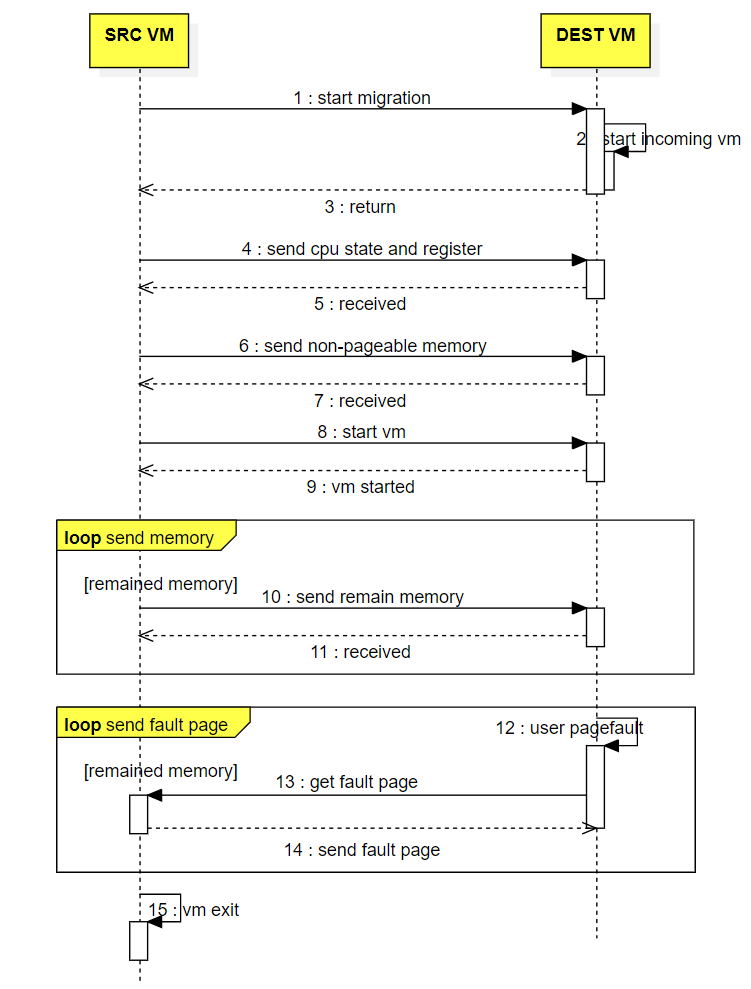 SRC VM
DEST VM
1 : start migration
2 : start incoming vm
3 : return
4 : send cpu state and register
5 : received
6 : send non-pageable memory
7 : received
8 : start vm
9 : vm started
loop send memory
[remained memory]
10 : send remain memory
11 : received
loop send fault page
12 : user pagefault
[remained memory]
13 : get fault page
14 : send fault page
15 : vm exit